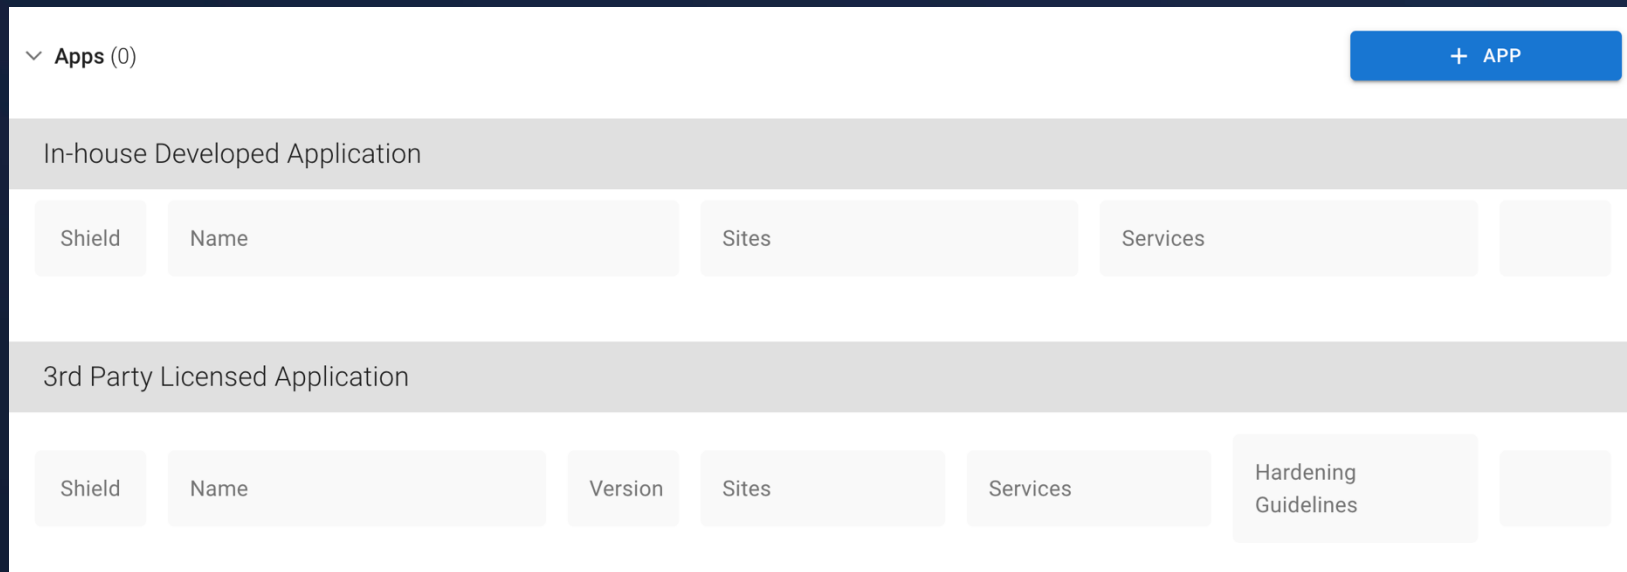 Apps (0)
+ APP
In-house Developed Application
Shield
Name
Sites
Services
3rd Party Licensed Application
Shield
Name
Version
Sites
Services
Hardening
Guidelines